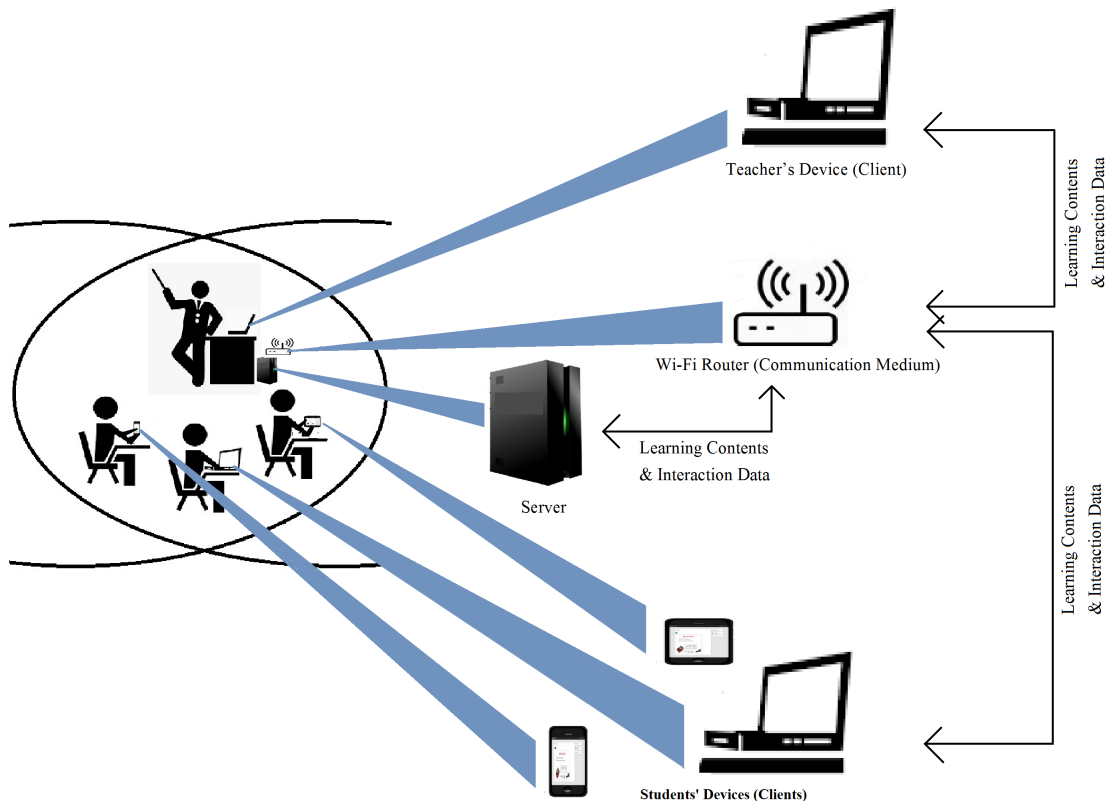 Teacher’s Device (Client)
Learning Contents
& Interaction Data
Wi-Fi Router (Communication Medium)
Learning Contents
& Interaction Data
Server
Learning Contents
& Interaction Data
Students' Devices (Clients)